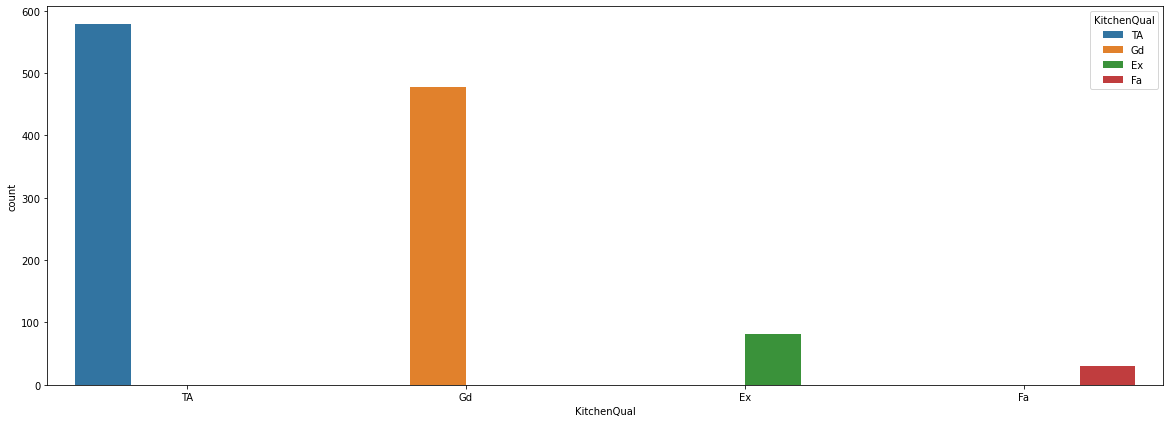 600
500
400
300
200
100
0
count
TA
Gd
Ex
Fa
KitchenQual
KitchenQual
TA
Gd
Ex
Fa